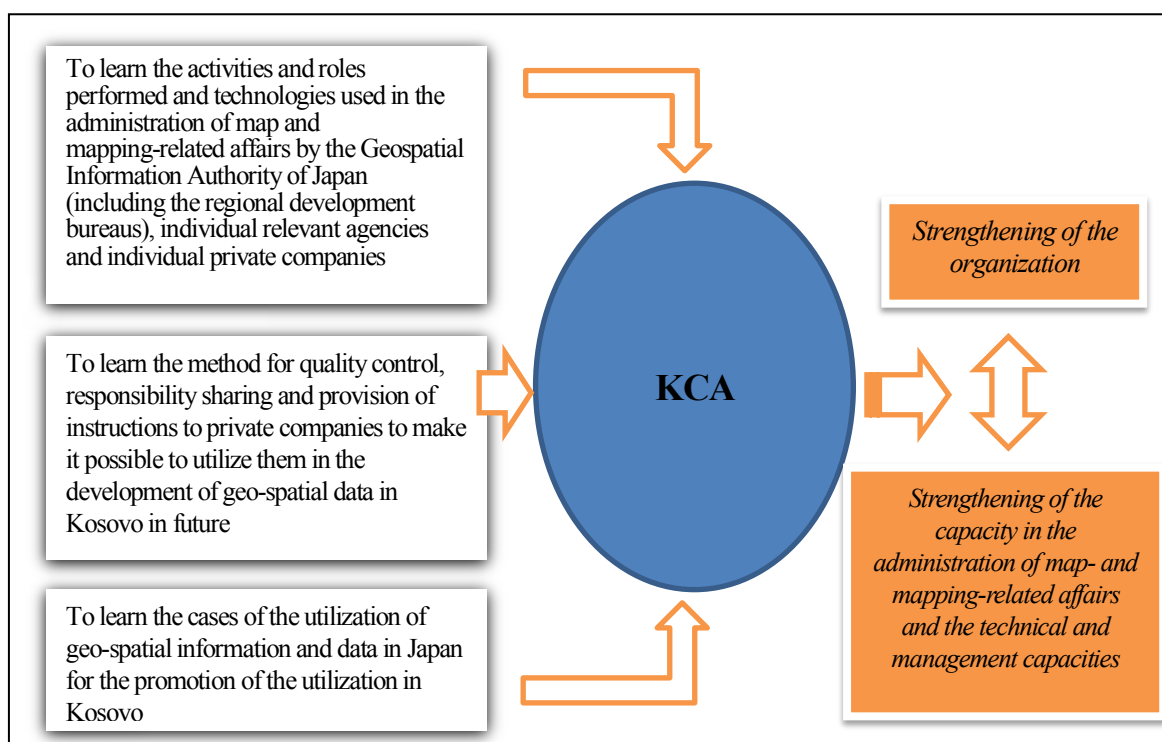 To learn the activities and roles
performed and technologies used in the
administration of map and
mapping-related affairs by the Geospatial
Information Authority of Japan
(including the regional development
bureaus), individual relevant agencies
and individual private companies
To learn the method for quality control,
responsibility sharing and provision of
instructions to private companies to make
it possible to utilize them in the
development of geo-spatial data in
Kosovo in future
To learn the cases of the utilization of
geo-spatial information and data in Japan
for the promotion of the utilization in
Kosovo
KCA
Strengthening of the
organization
Strengthening of the
capacity in the
administration of map- and
mapping-related affairs
and the technical and
management capacities